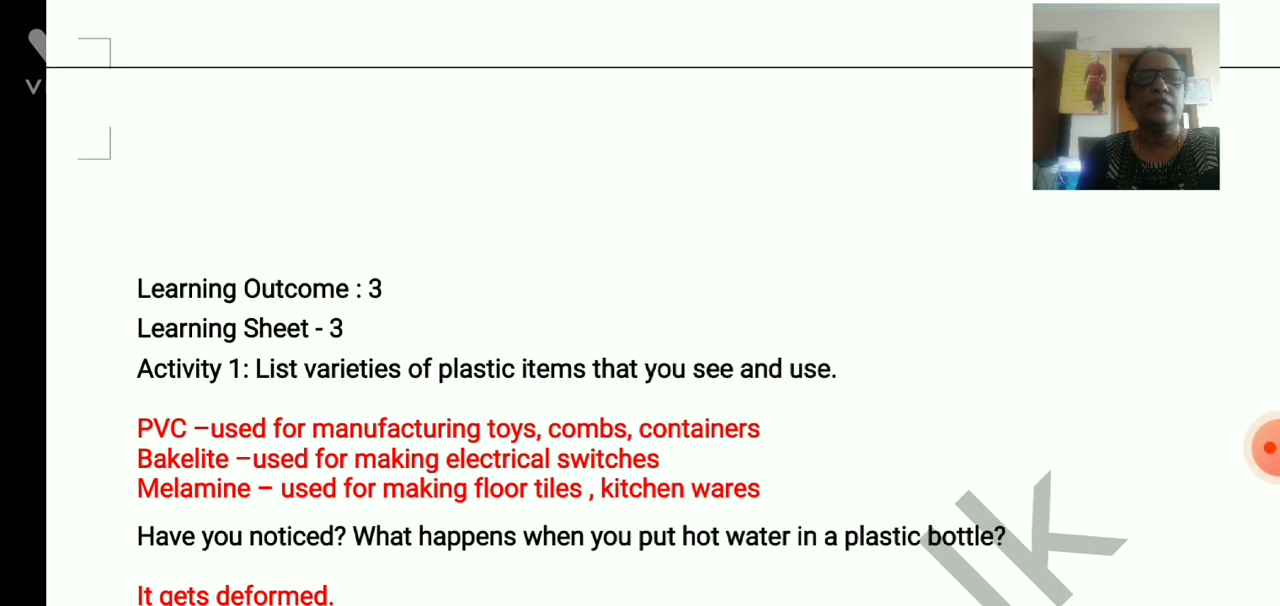 Learning Outcome : 3
Learning Sheet - 3
Activity 1: List varieties of plastic items that you see and use.
PVC –used for manufacturing toys, combs, containers
Bakelite –used for making electrical switches
Melamine – used for making floor tiles , kitchen wares
Have you noticed? What happens when you put hot water in a plastic bottle?
It gets deformed.